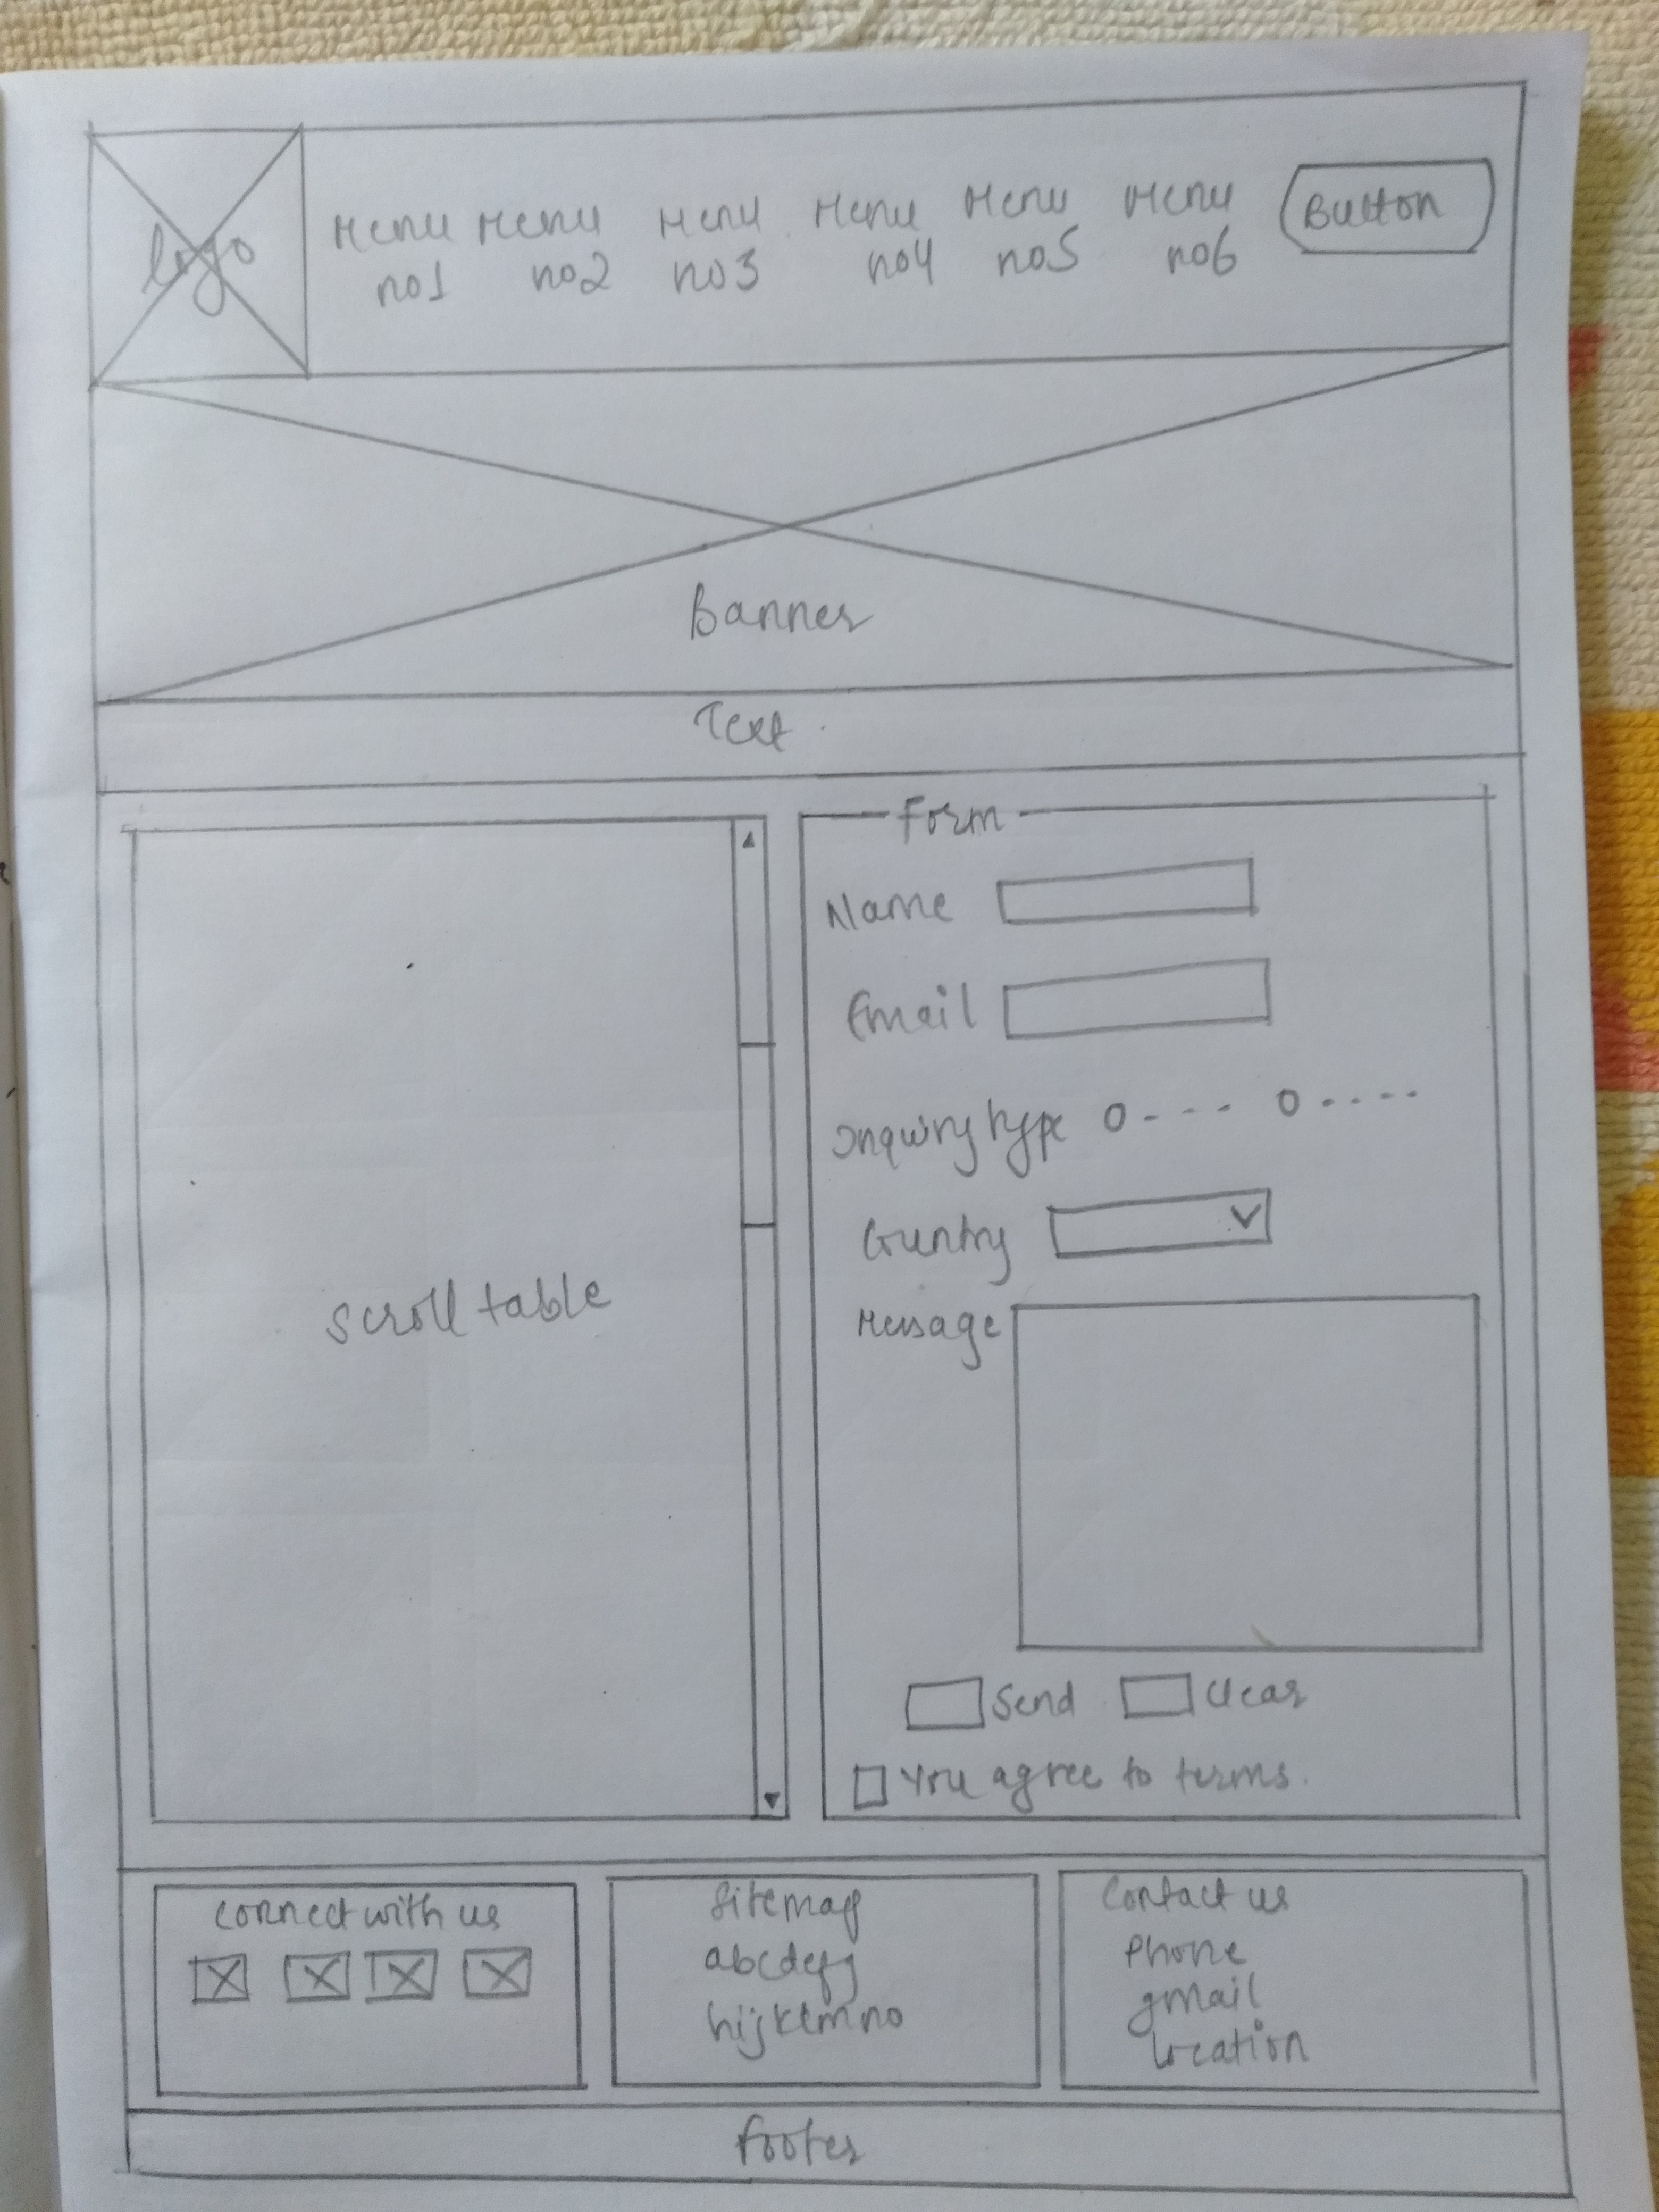 logo
Menu Menu Menu Menu Menu Menu
no1 no2 no3 no4 no5 no6
Button
Banner
Text
Scroll table
Form
Name
Email
Inquiry type
Country
Message
Send Clear
You agree to terms.
Connect with us
Sitemap
abcdefg
hijklmno
Contact us
Phone
gmail
location
footer